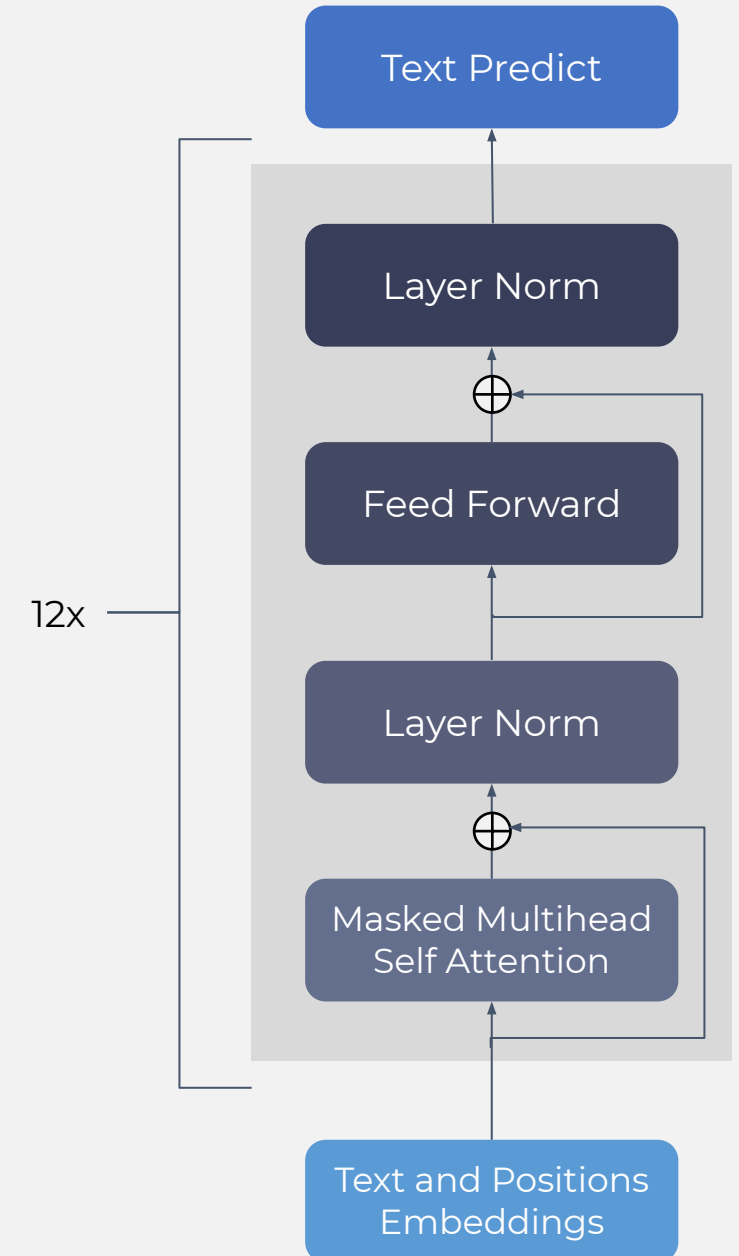 Text Predict
Layer Norm
Feed Forward
12x
Layer Norm
Masked Multihead
Self Attention
Text and Positions
Embeddings